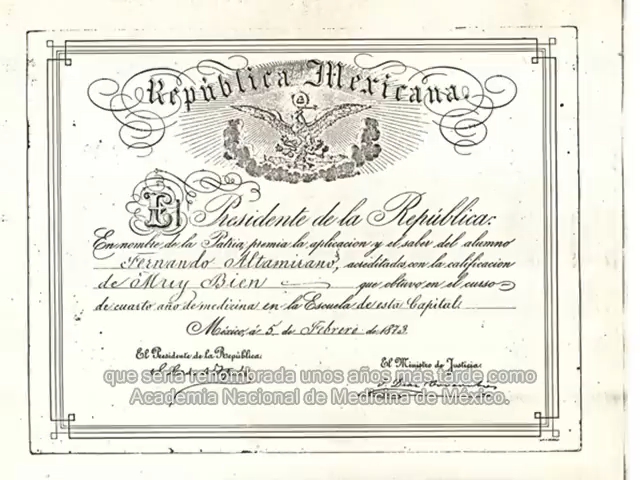 República Mexicana.
El Presidente de la República:
En nombre de la Patria, premia la aplicacion y el saber del alumno
Fernando Altamirano, acreditados con la calificacion
de Muy Bien que obtuvo en el curso
de cuarto año de medicina en la Escuela de esta Capital.
México, á 5 de Febrero de 1873.
El Presidente de la República:
El Ministro de Justicia:
que sería renombrada unos años más tarde como
Academia Nacional de Medicina de México.